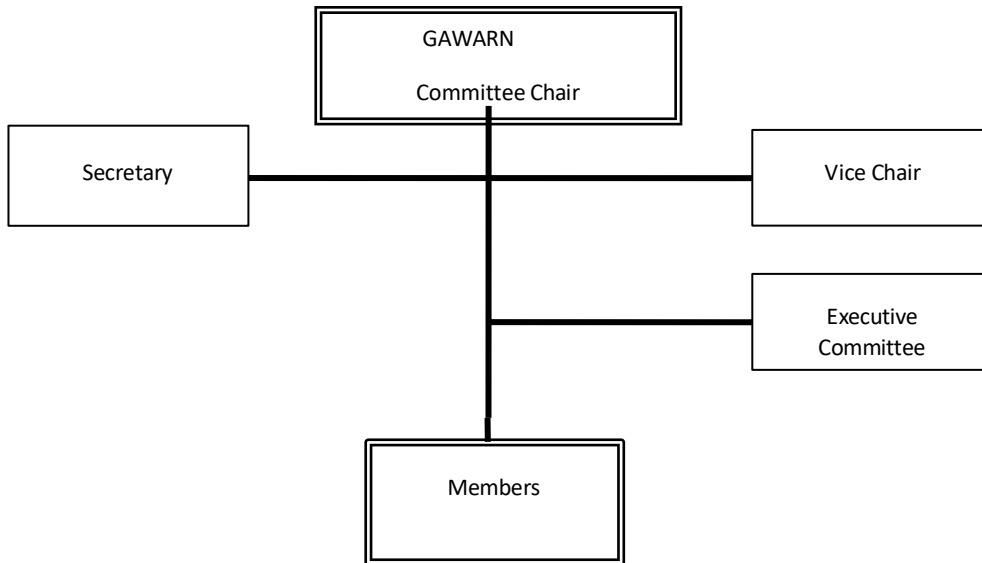 GAWARN
Committee Chair
Secretary
Vice Chair
Executive
Committee
Members